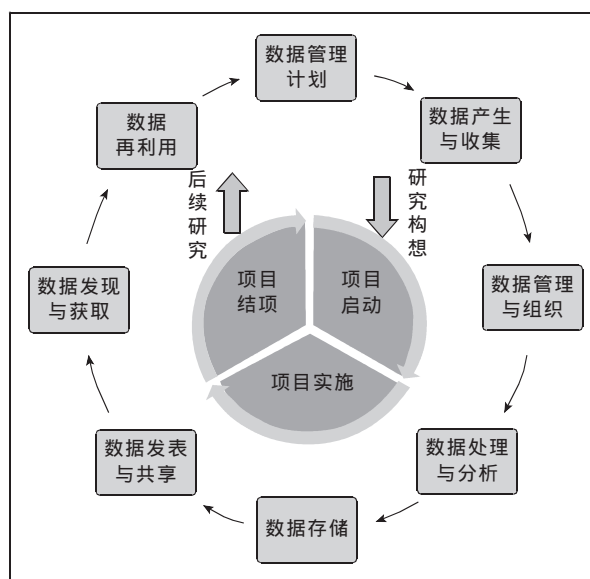 数据管理
计划
数据产生
与收集
数据管理
与组织
数据处理
与分析
数据存储
数据发表
与共享
数据发现
与获取
数据
再利用
后续研究
研究构想
项目
结项
项目
启动
项目实施